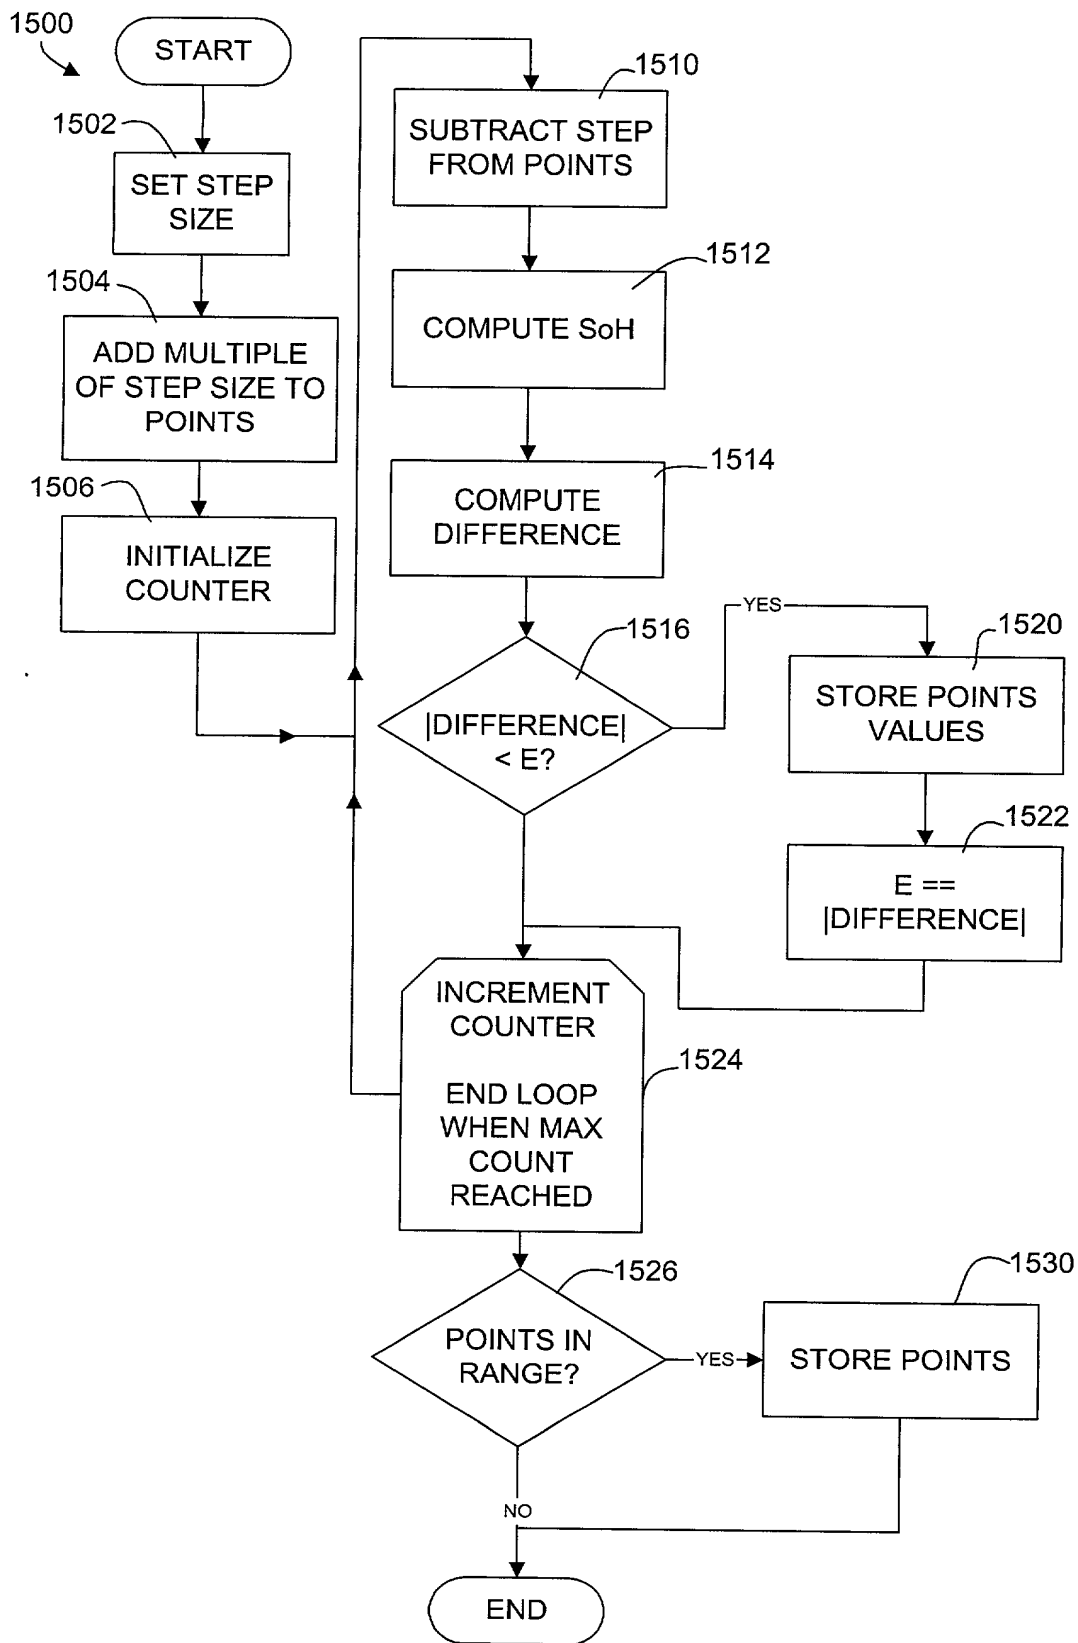 1500
START
1502
SET STEP
SIZE
1504
ADD MULTIPLE
OF STEP SIZE TO
POINTS
1506
INITIALIZE
COUNTER
1510
SUBTRACT STEP
FROM POINTS
1512
COMPUTE SoH
1514
COMPUTE
DIFFERENCE
1516
|DIFFERENCE|
< E?
YES
1520
STORE POINTS
VALUES
1522
E ==
|DIFFERENCE|
INCREMENT
COUNTER
END LOOP
WHEN MAX
COUNT
REACHED
1524
1526
POINTS IN
RANGE?
YES
1530
STORE POINTS
NO
END